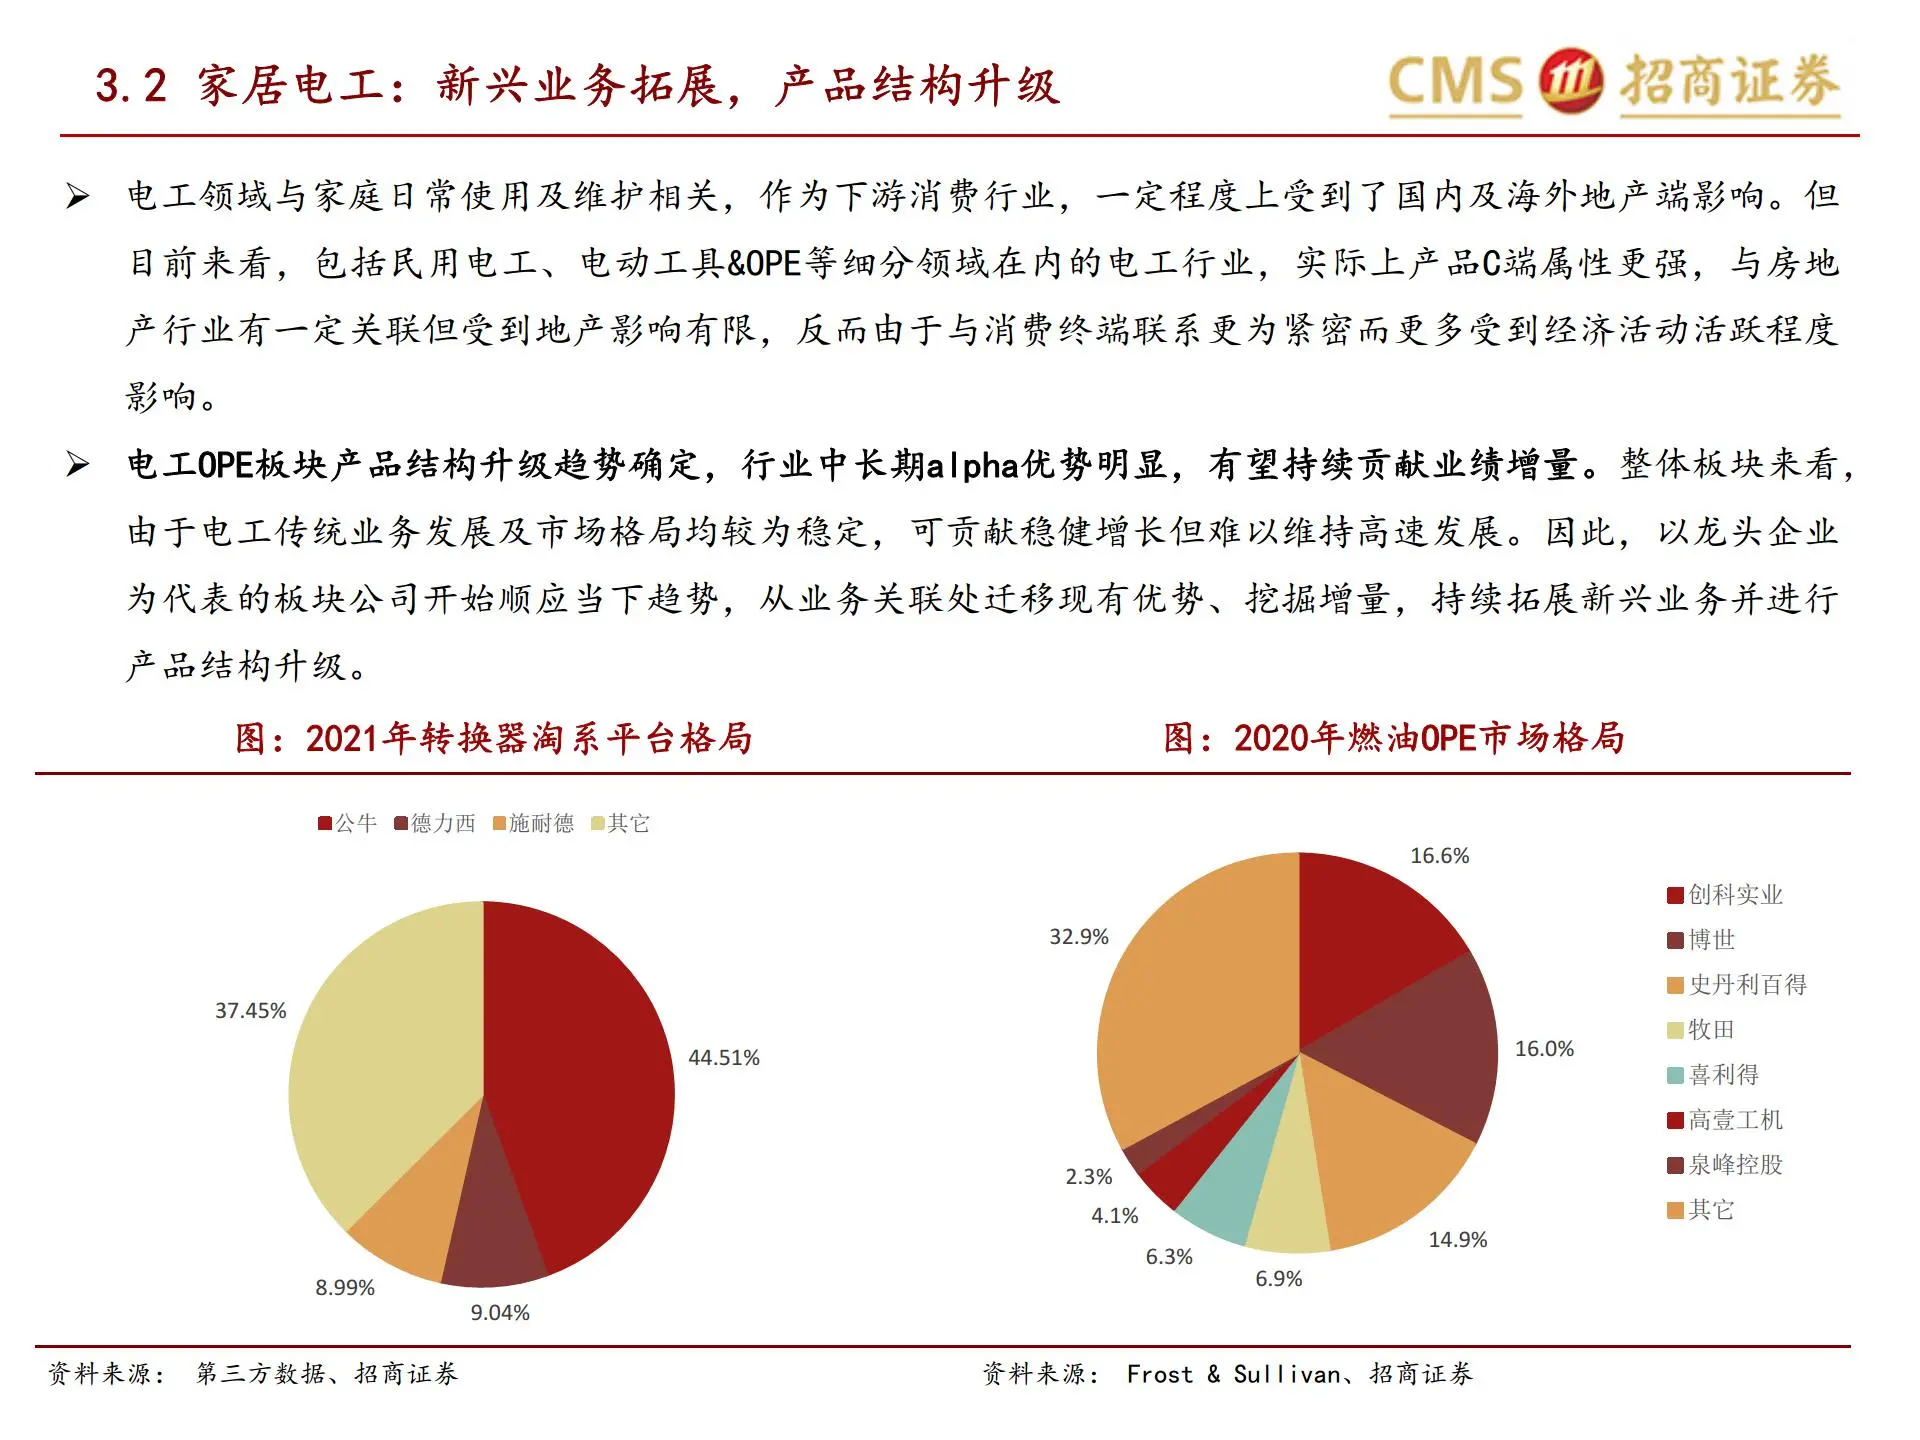 3.2 家居电工：新兴业务拓展，产品结构升级
CMS 招商证券
电工领域与家庭日常使用及维护相关，作为下游消费行业，一定程度上受到了国内及海外地产端影响。但
目前来看，包括民用电工、电动工具&OPE等细分领域在内的电工行业，实际上产品C端属性更强，与房地
产行业有一定关联但受到地产影响有限，反而由于与消费终端联系更为紧密而更多受到经济活动活跃程度
影响。
电工OPE板块产品结构升级趋势确定，行业中长期alpha优势明显，有望持续贡献业绩增量。整体板块来看，
由于电工传统业务发展及市场格局均较为稳定，可贡献稳健增长但难以维持高速发展。因此，以龙头企业
为代表的板块公司开始顺应当下趋势，从业务关联处迁移现有优势、挖掘增量，持续拓展新兴业务并进行
产品结构升级。
图：2021年转换器淘系平台格局
公牛 德力西 施耐德 其它
37.45%
44.51%
8.99%
9.04%
资料来源： 第三方数据、招商证券
图：2020年燃油OPE市场格局
16.6%
32.9%
16.0%
2.3%
4.1%
14.9%
6.3%
6.9%
创科实业
博世
史丹利百得
牧田
喜利得
高壹工机
泉峰控股
其它
资料来源： Frost & Sullivan、招商证券